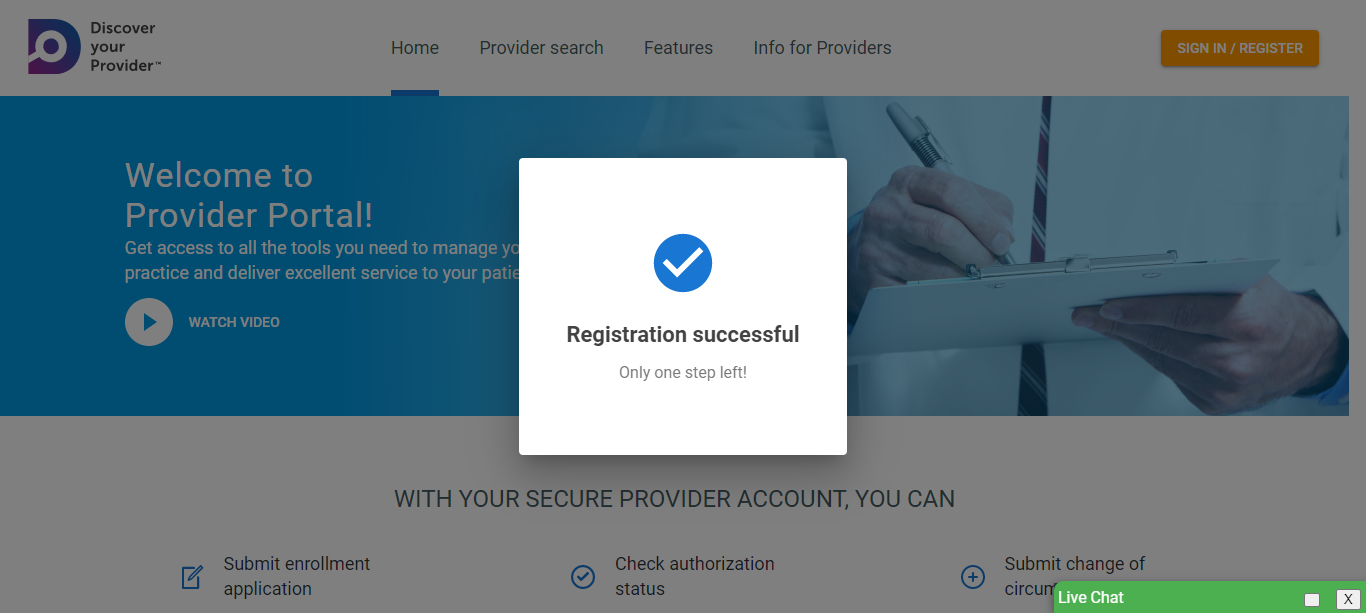 Discover
your
Provider™
Home Provider search Features Info for Providers
SIGN IN / REGISTER
Welcome to
Provider Portal!
Get access to all the tools you need to manage yo
practice and deliver excellent service to your patie
WATCH VIDEO
Registration successful
Only one step left!
WITH YOUR SECURE PROVIDER ACCOUNT, YOU CAN
Submit enrollment
application
Check authorization
status
Submit change of
circum
Live Chat
X